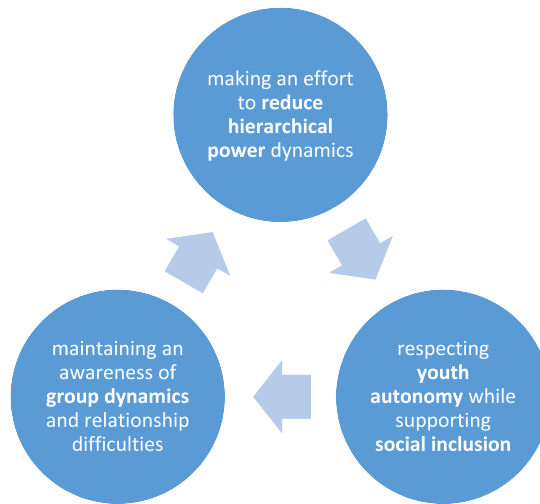 making an effort
to reduce
hierarchical
power dynamics
respecting
youth
autonomy while
supporting
social inclusion
maintaining an
awareness of
group dynamics
and relationship
difficulties